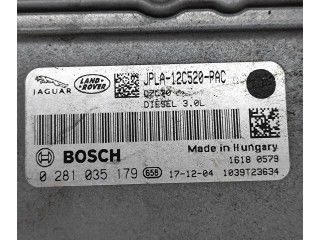 JAGUAR
LAND-ROVER
JPLA-12C520-PAC
DIESEL 3.0L
BOSCH
Made in Hungary
1618 0579
0 281 035 179 658 17-12-04 1039T23634